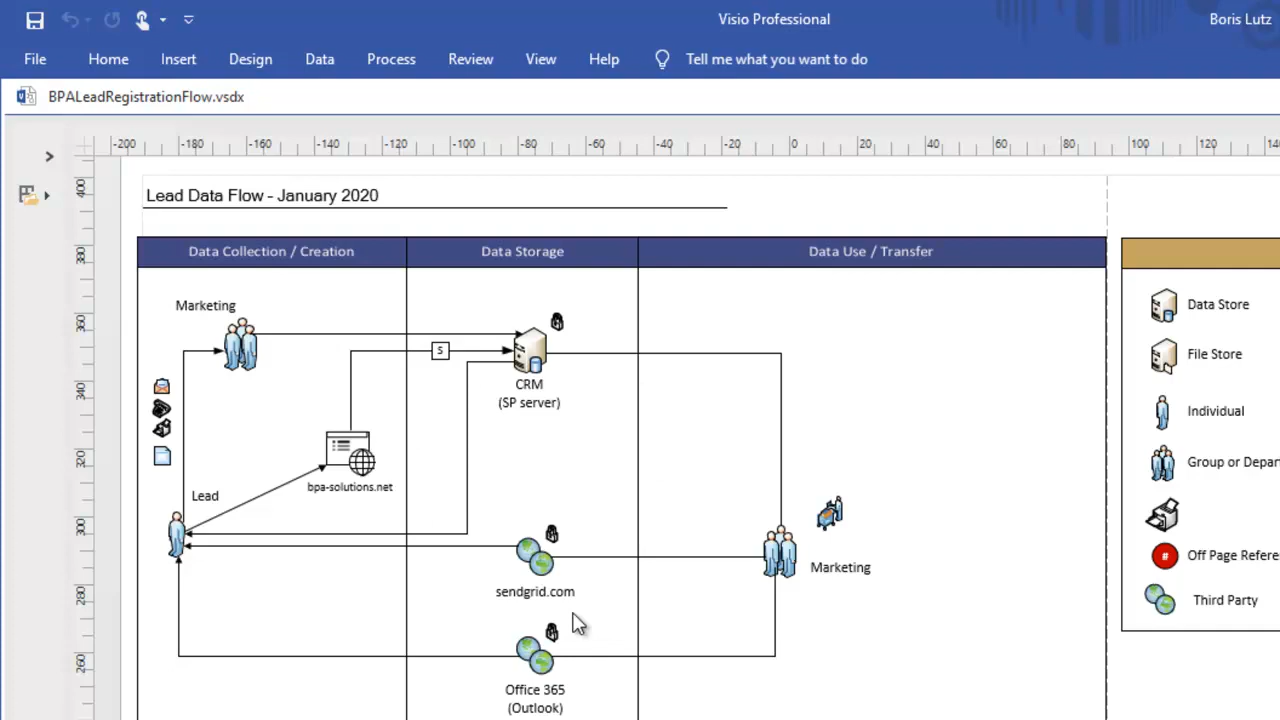 Visio Professional
Boris Lutz
File Home Insert Design Data Process Review View Help Tell me what you want to do
BPALeadRegistrationFlow.vsdx
-200 -180 -160 -140 -120 -100 -80 -60 -40 -20 0 20 40 60 80 100 120
400
380
360
340
320
300
280
260
Lead Data Flow - January 2020
Data Collection / Creation
Data Storage
Data Use / Transfer
Marketing
5
CRM
(SP server)
bpa-solutions.net
Lead
sendgrid.com
Office 365
(Outlook)
Marketing
Data Store
File Store
Individual
Group or Depar
#
Off Page Refere
Third Party